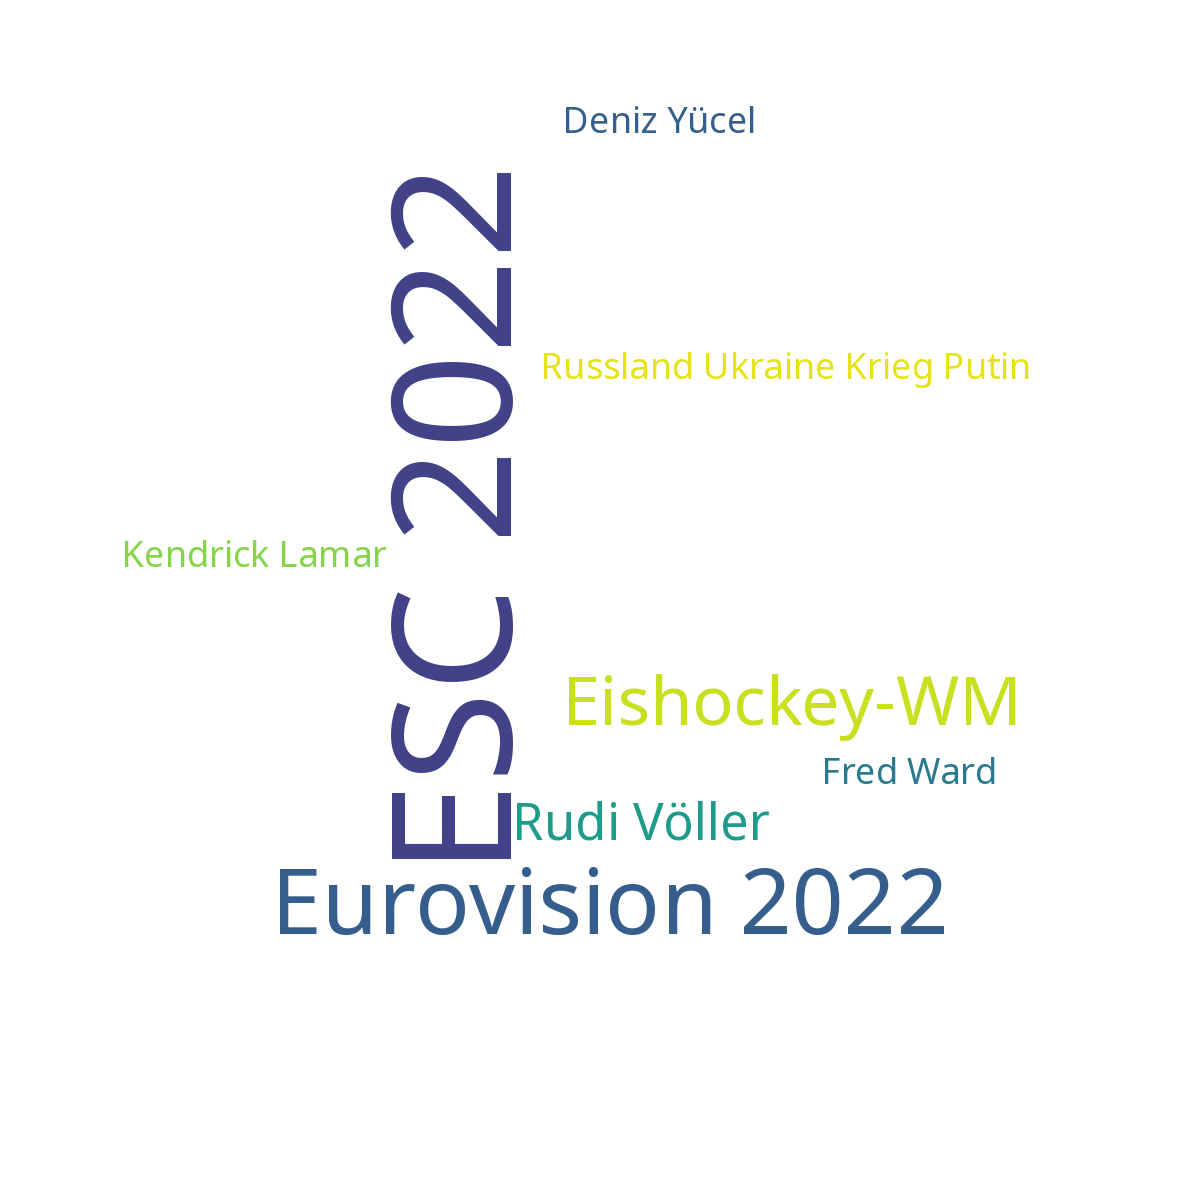 Deniz Yücel
ESC 2022
Russland Ukraine Krieg Putin
Kendrick Lamar
Eishockey-WM
Fred Ward
Rudi Völler
Eurovision 2022